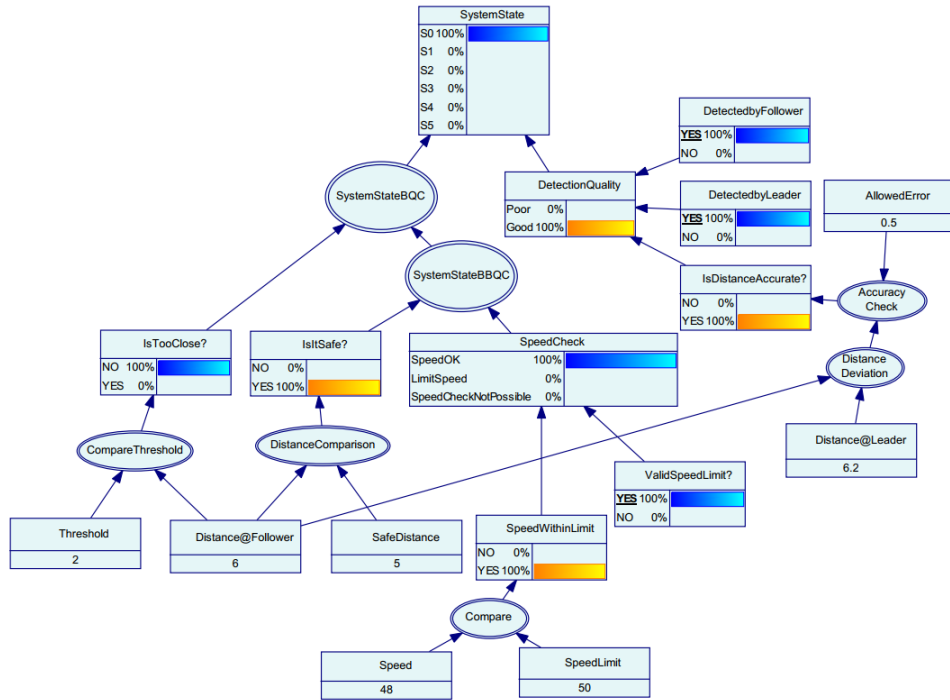 SystemState
S0 100%
S1 0%
S2 0%
S3 0%
S4 0%
S5 0%
DetectedbyFollower
YES 100%
NO 0%
SystemStateBQC
DetectionQuality
Poor 0%
Good 100%
DetectedbyLeader
YES 100%
NO 0%
AllowedError
0.5
SystemStateBBQC
IsDistanceAccurate?
NO 0%
YES 100%
Accuracy
Check
IsTooClose?
NO 100%
YES 0%
IsItSafe?
NO 0%
YES 100%
SpeedCheck
SpeedOK 100%
LimitSpeed 0%
SpeedCheckNotPossible 0%
Distance
Deviation
CompareThreshold
DistanceComparison
Distance@Leader
6.2
ValidSpeedLimit?
YES 100%
NO 0%
Threshold
2
Distance@Follower
6
SafeDistance
5
SpeedWithinLimit
NO 0%
YES 100%
Compare
Speed
48
SpeedLimit
50